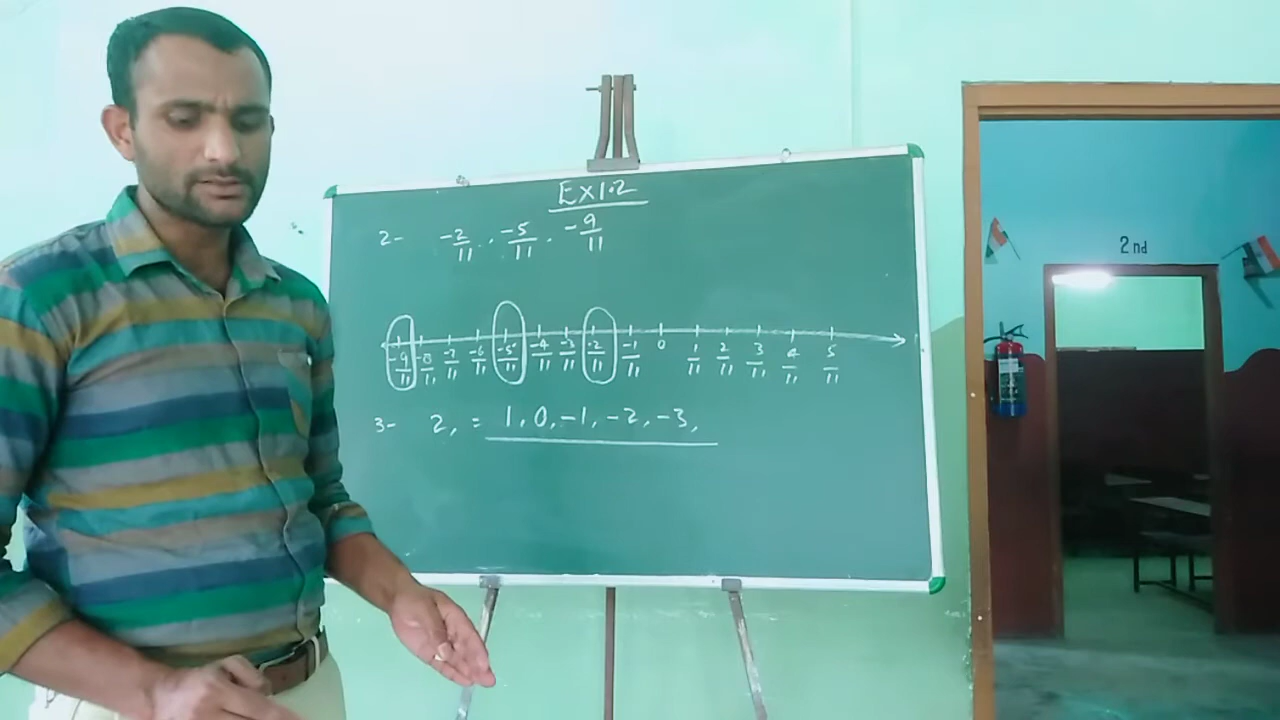 Ex1.2
2- -2/11, -5/11, -9/11
-9/11 -8/11 -7/11 -6/11 -5/11 -4/11 -3/11 -2/11 -1/11 0 1/11 2/11 3/11 4/11 5/11
3- 2, = 1, 0, -1, -2, -3,
2nd